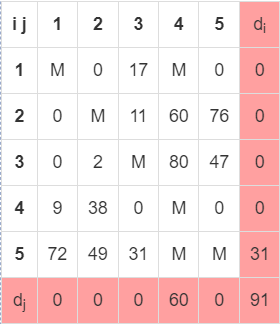 i j 1 2 3 4 5 di
1 M 0 17 M 0 0
2 0 M 11 60 76 0
3 0 2 M 80 47 0
4 9 38 0 M 0 0
5 72 49 31 M M 31
dj 0 0 0 60 0 91